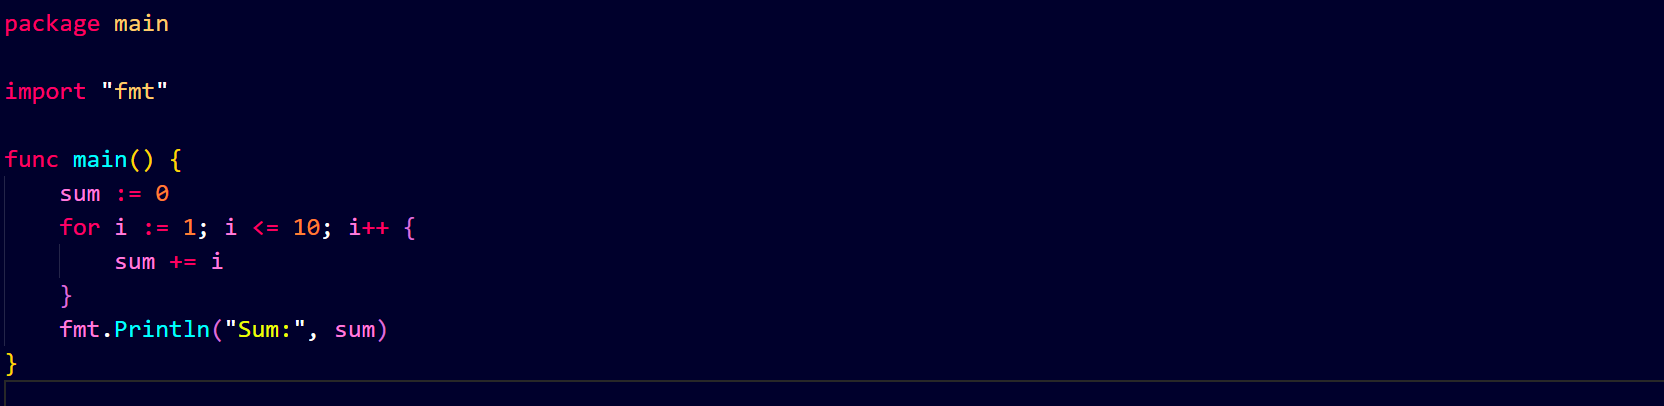 package main
import "fmt"
func main() {
    sum := 0
    for i := 1; i <= 10; i++ {
        sum += i
    }
    fmt.Println("Sum:", sum)
}